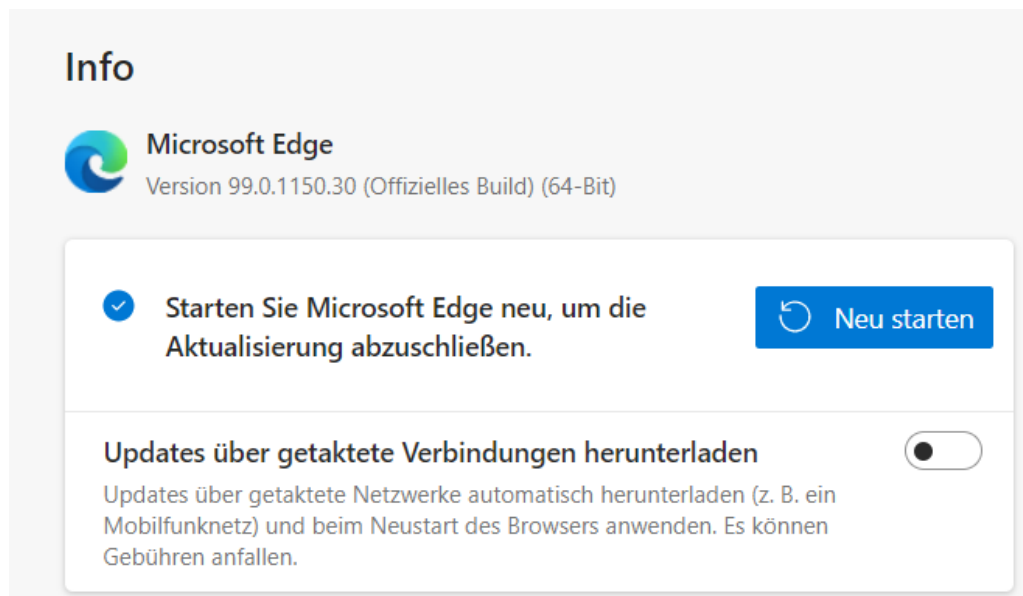 Info
Microsoft Edge
Version 99.0.1150.30 (Offizielles Build) (64-Bit)
Starten Sie Microsoft Edge neu, um die
Aktualisierung abzuschließen.
Neu starten
Updates über getaktete Verbindungen herunterladen
Updates über getaktete Netzwerke automatisch herunterladen (z. B. ein
Mobilfunknetz) und beim Neustart des Browsers anwenden. Es können
Gebühren anfallen.